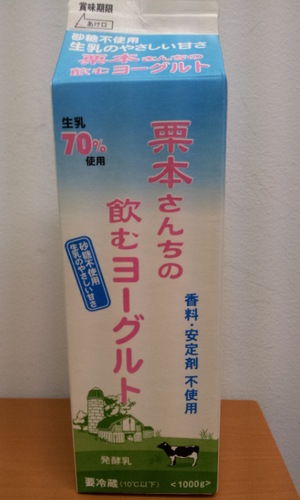 賞味期限
あけ口
砂糖不使用
生乳のやさしい甘さ
栗本さんちの
飲むヨーグルト
生乳
70%
使用
栗本さんちの
飲むヨーグルト
砂糖不使用
生乳のやさしい甘さ
香料・安定剤 不使用
発酵乳
要冷蔵(10℃以下) <1000g>